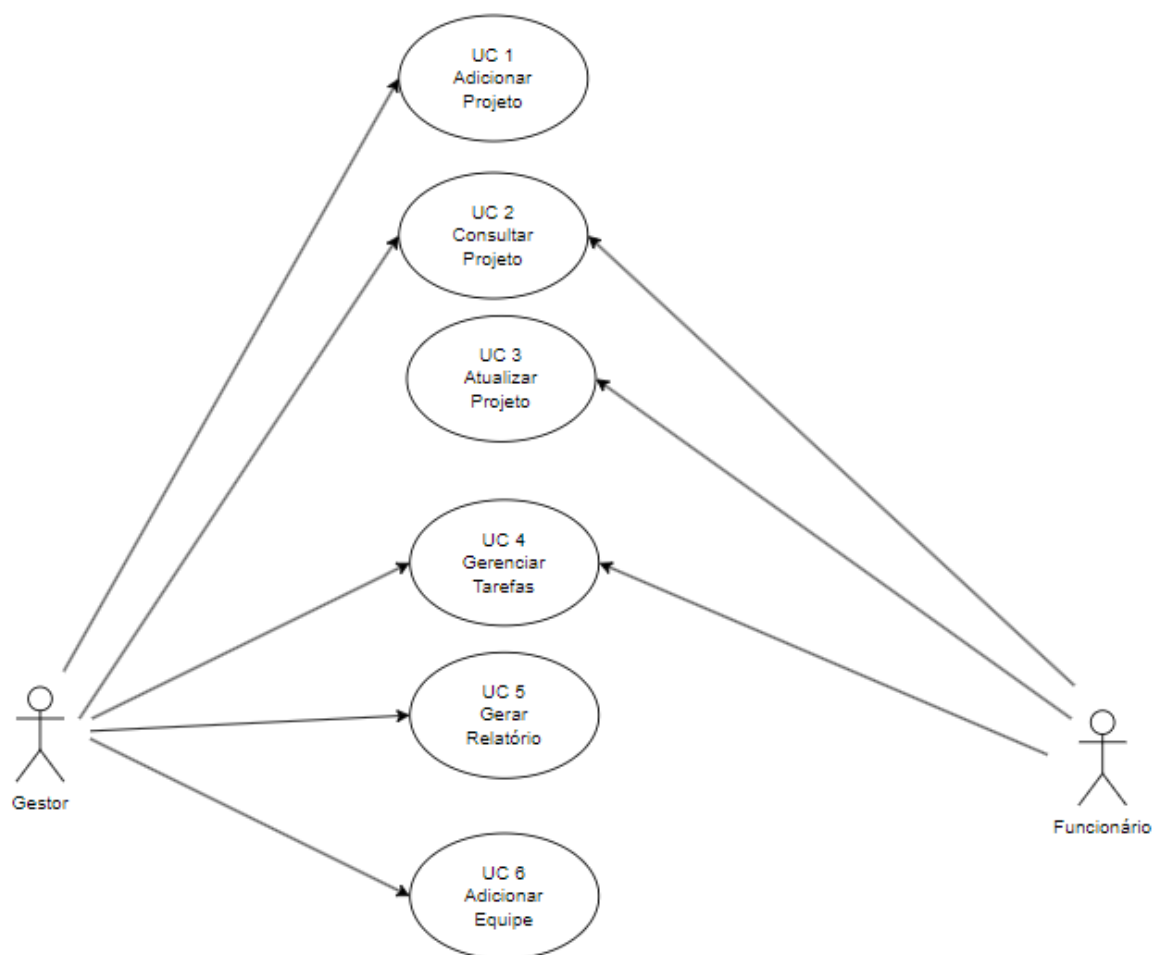 UC 1
Adicionar
Projeto
UC 2
Consultar
Projeto
UC 3
Atualizar
Projeto
UC 4
Gerenciar
Tarefas
UC 5
Gerar
Relatório
Gestor
Funcionário
UC 6
Adicionar
Equipe